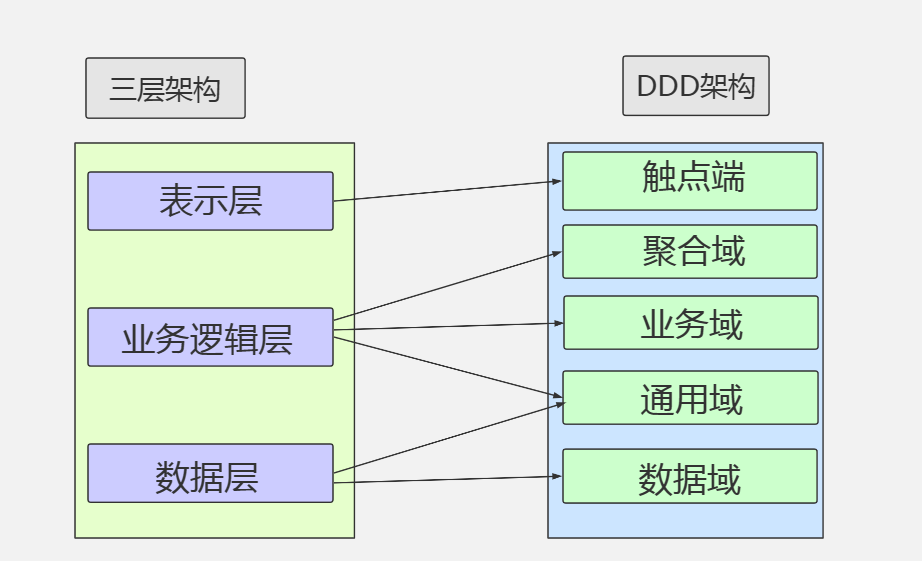 三层架构
DDD架构
表示层
业务逻辑层
数据层
触点端
聚合域
业务域
通用域
数据域